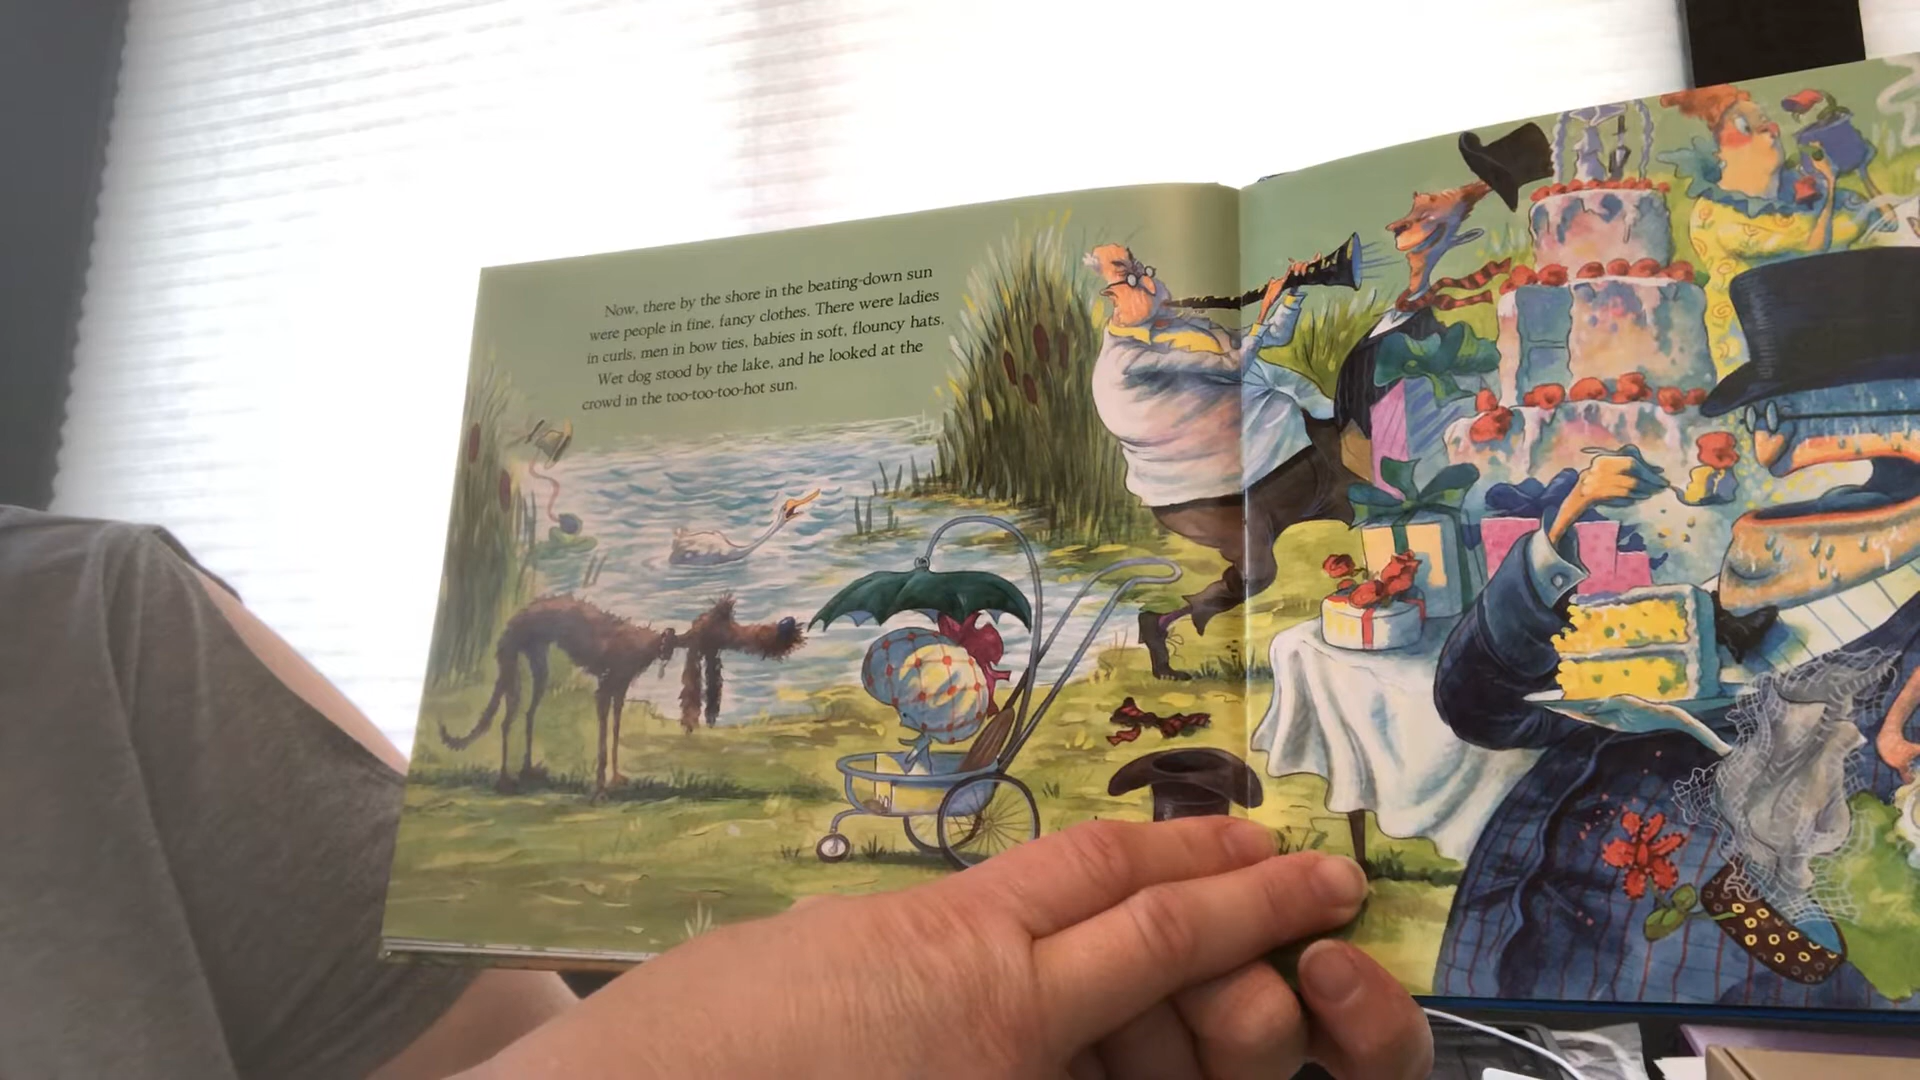 Now, there by the shore in the beating-down sun
were people in fine, fancy clothes. There were ladies
in curls, men in bow ties, babies in soft, flouncy hats.
Wet dog stood by the lake, and he looked at the
crowd in the too-too-too-hot sun.